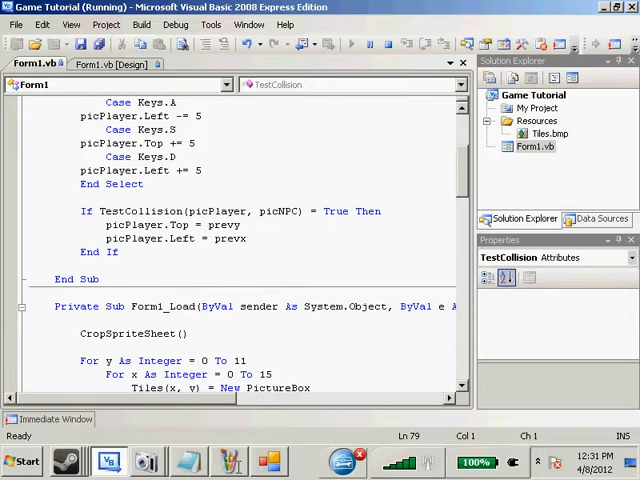 Game Tutorial (Running) - Microsoft Visual Basic 2008 Express Edition
File Edit View Project Build Debug Tools Window Help
Form1.vb Form1.vb [Design]
Form1 TestCollision
Case Keys.A
picPlayer.Left -= 5
Case Keys.S
picPlayer.Top += 5
Case Keys.D
picPlayer.Left += 5
End Select
If TestCollision(picPlayer, picNPC) = True Then
picPlayer.Top = prevy
picPlayer.Left = prevx
End If
End Sub
Private Sub Form1_Load(ByVal sender As System.Object, ByVal e A
CropSpriteSheet()
For y As Integer = 0 To 11
For x As Integer = 0 To 15
Tiles(x, y) = New PictureBox
Solution Explorer
Game Tutorial
My Project
Resources
Tiles.bmp
Form1.vb
Solution Explorer Data Sources
Properties
TestCollision Attributes
Immediate Window
Ready Ln 79 Col 1 Ch 1 INS
Start 100% 12:31 PM
4/8/2012